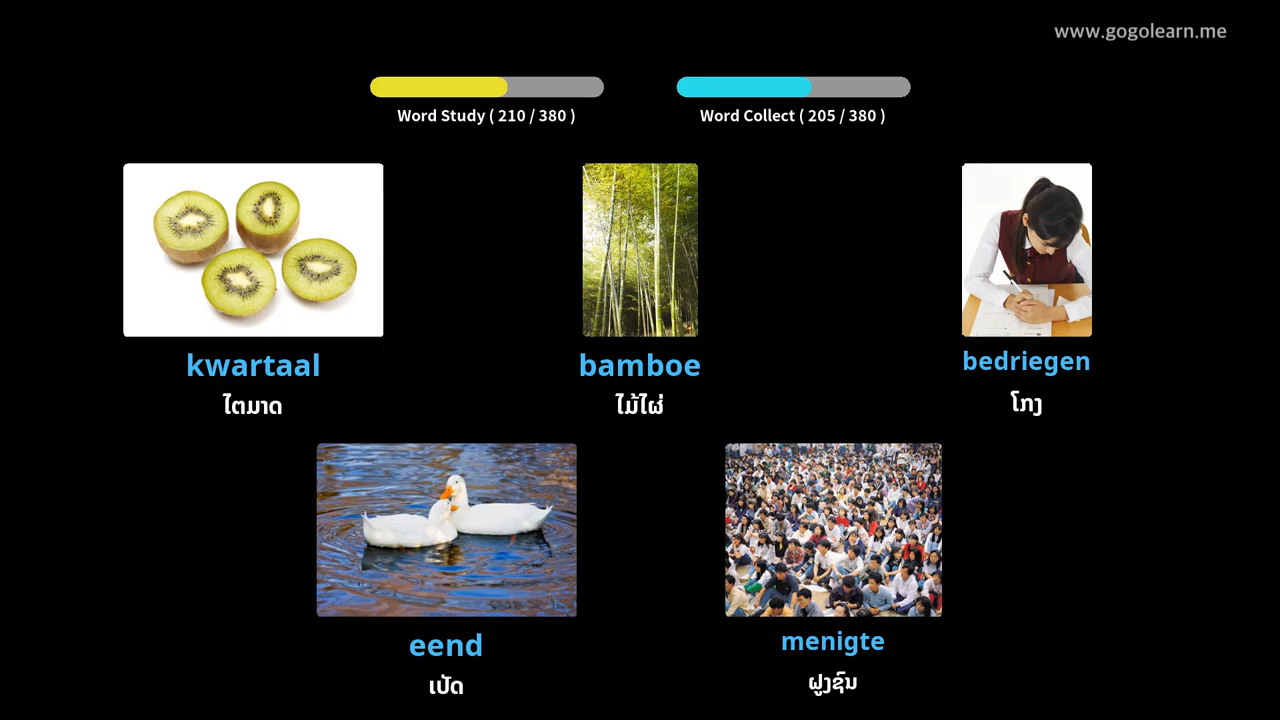 www.gogolearn.me
Word Study ( 210 / 380 )
Word Collect ( 205 / 380 )
kwartaal
bamboe
bedriegen
ໄຕມາດ
ໄມ້ໄຜ່
ໂກງ
eend
menigte
ເປັດ
ຝູງຊົນ